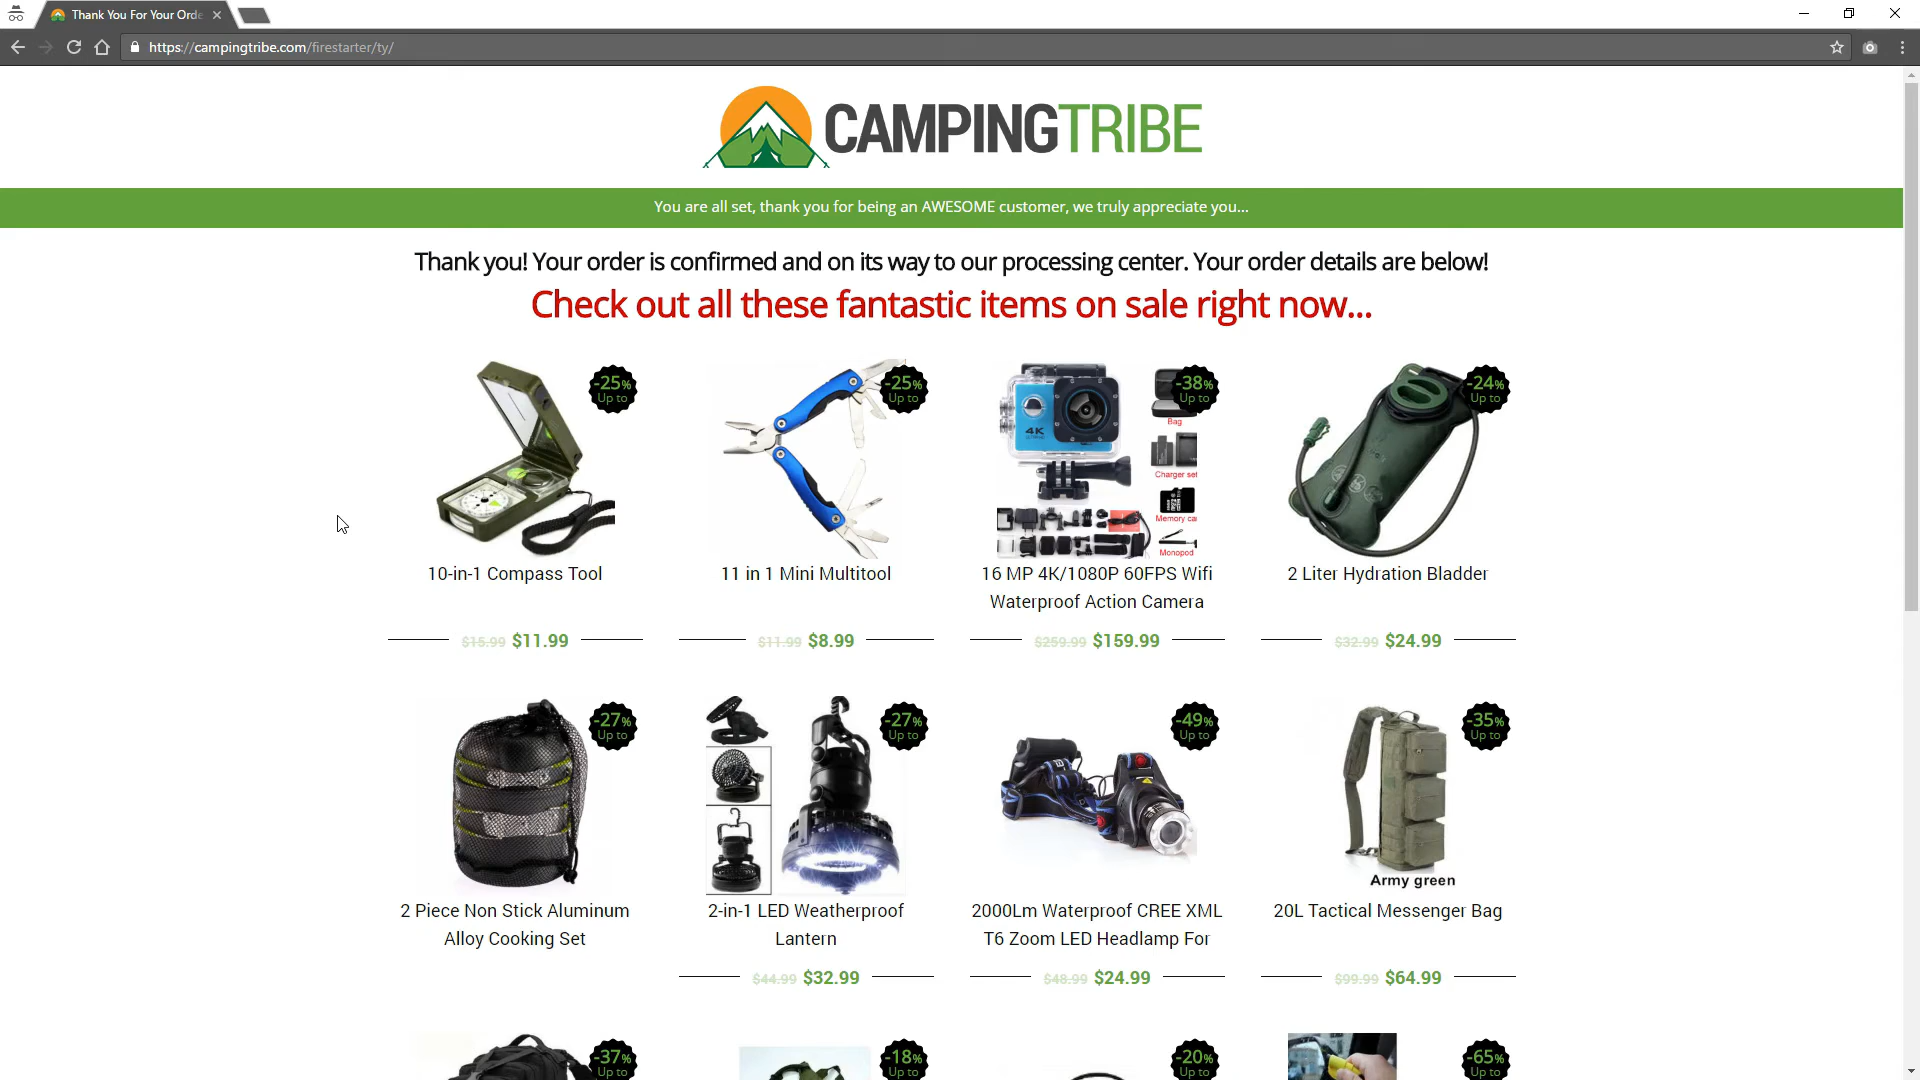 Thank You For Your Orde
https://campingtribe.com/firestarter/ty/
CAMPINGTRIBE
You are all set, thank you for being an AWESOME customer, we truly appreciate you...
Thank you! Your order is confirmed and on its way to our processing center. Your order details are below!
Check out all these fantastic items on sale right now...
-25%
Up to
-25%
Up to
-38%
Up to
-24%
Up to
4K
Bag
Charger set
Memory car
Monopod
10-in-1 Compass Tool
11 in 1 Mini Multitool
16 MP 4K/1080P 60FPS Wifi
Waterproof Action Camera
2 Liter Hydration Bladder
$15.99 $11.99
$11.99 $8.99
$259.99 $159.99
$32.99 $24.99
-27%
Up to
-27%
Up to
-49%
Up to
-35%
Up to
Army green
2 Piece Non Stick Aluminum
Alloy Cooking Set
2-in-1 LED Weatherproof
Lantern
2000Lm Waterproof CREE XML
T6 Zoom LED Headlamp For
20L Tactical Messenger Bag
$44.99 $32.99
$48.99 $24.99
$99.99 $64.99
-37%
Up to
-18%
Up to
-20%
Up to
-65%
Up to